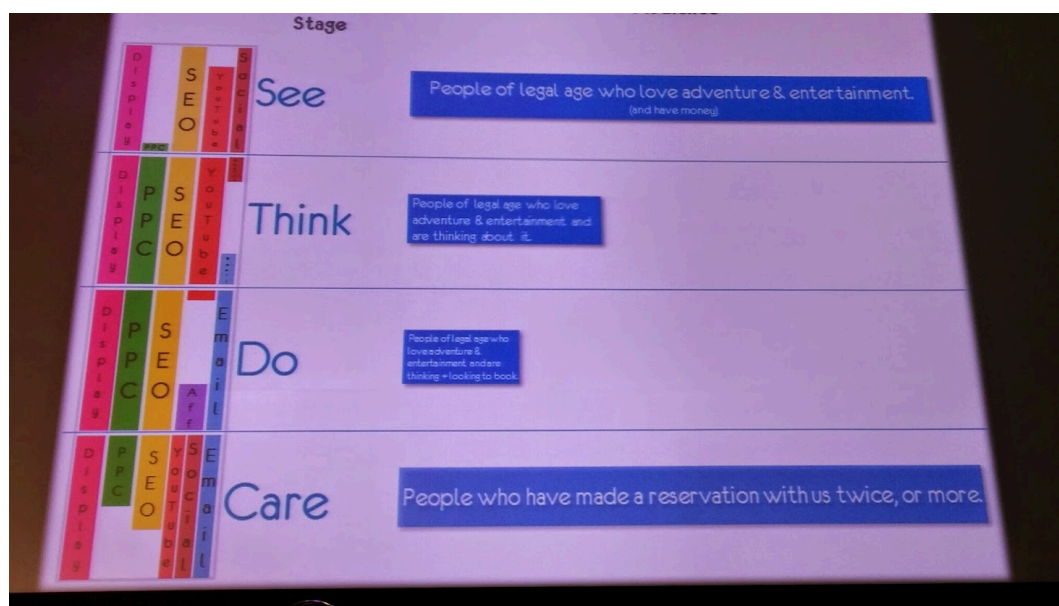 Stage
Display
PPC
SEO
YouTube
Social
See
People of legal age who love adventure & entertainment.
(and have money)
Display
PPC
SEO
YouTube
Think
People of legal age who love
adventure & entertainment and
are thinking about it.
Display
PPC
SEO
Aff
Email
Do
People of legal age who
love adventure &
entertainment and are
thinking + looking to book.
Display
PPC
SEO
YouTube
Social
Email
Care
People who have made a reservation with us twice, or more.